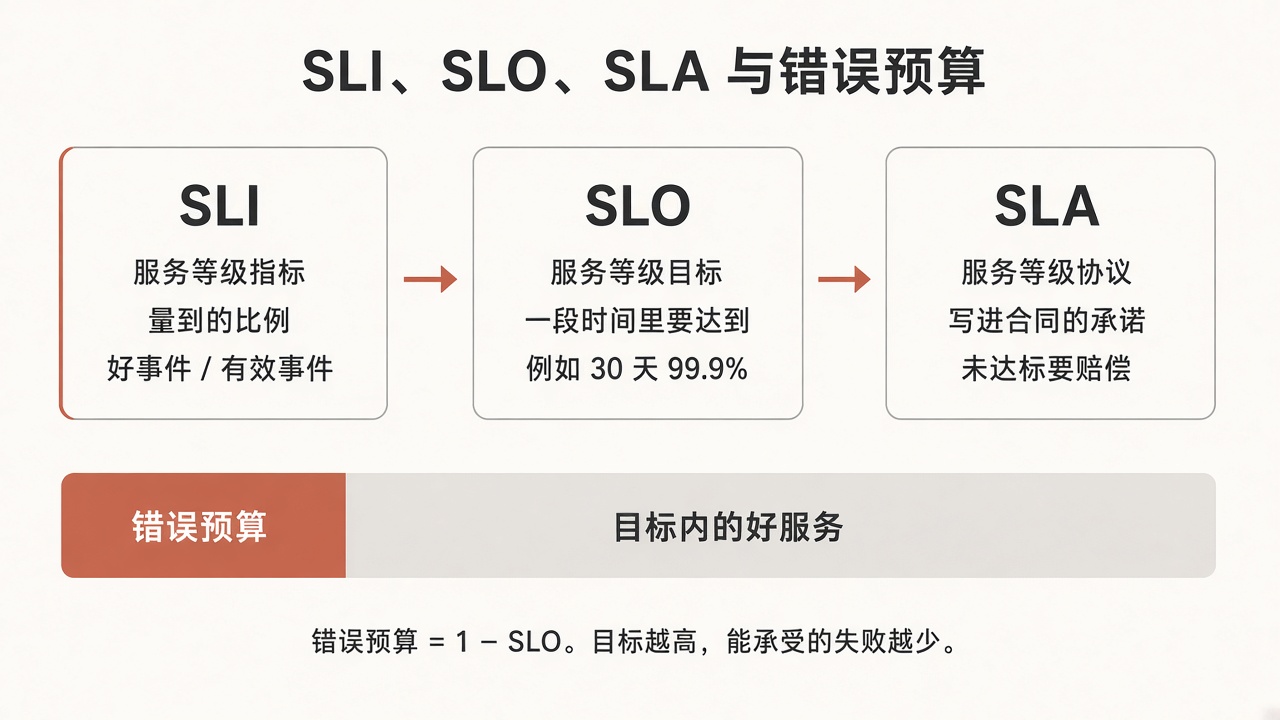 SLI、SLO、SLA 与错误预算
SLI
服务等级指标
量到的比例
好事件 / 有效事件
SLO
服务等级目标
一段时间里要达到
例如 30 天 99.9%
SLA
服务等级协议
写进合同的承诺
未达标要赔偿
错误预算
目标内的好服务
错误预算 = 1 − SLO。目标越高，能承受的失败越少。